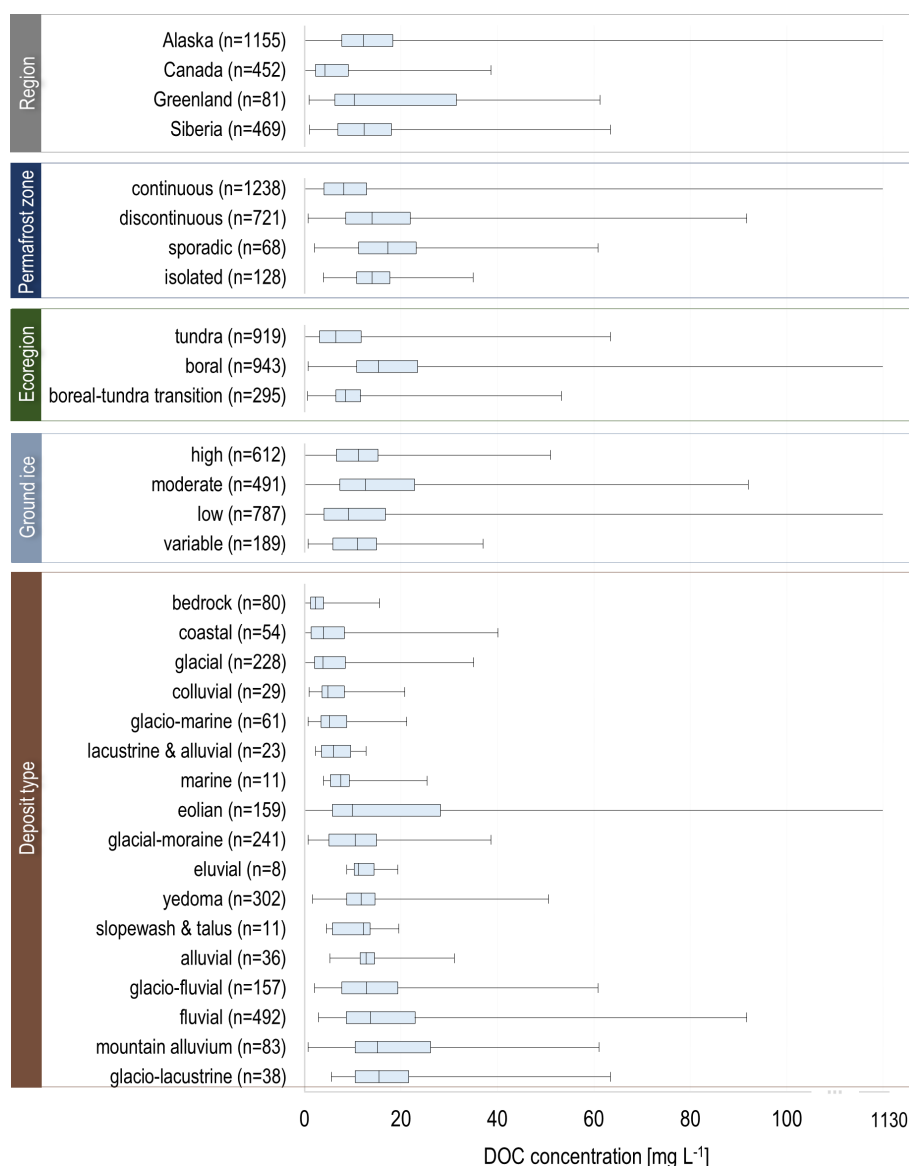 Region
Alaska (n=1155)
Canada (n=452)
Greenland (n=81)
Siberia (n=469)
Permafrost zone
continuous (n=1238)
discontinuous (n=721)
sporadic (n=68)
isolated (n=128)
Ecoregion
tundra (n=919)
boral (n=943)
boreal-tundra transition (n=295)
Ground ice
high (n=612)
moderate (n=491)
low (n=787)
variable (n=189)
Deposit type
bedrock (n=80)
coastal (n=54)
glacial (n=228)
colluvial (n=29)
glacio-marine (n=61)
lacustrine & alluvial (n=23)
marine (n=11)
eolian (n=159)
glacial-moraine (n=241)
eluvial (n=8)
yedoma (n=302)
slopewash & talus (n=11)
alluvial (n=36)
glacio-fluvial (n=157)
fluvial (n=492)
mountain alluvium (n=83)
glacio-lacustrine (n=38)
0 20 40 60 80 100 1130
DOC concentration [mg L⁻¹]